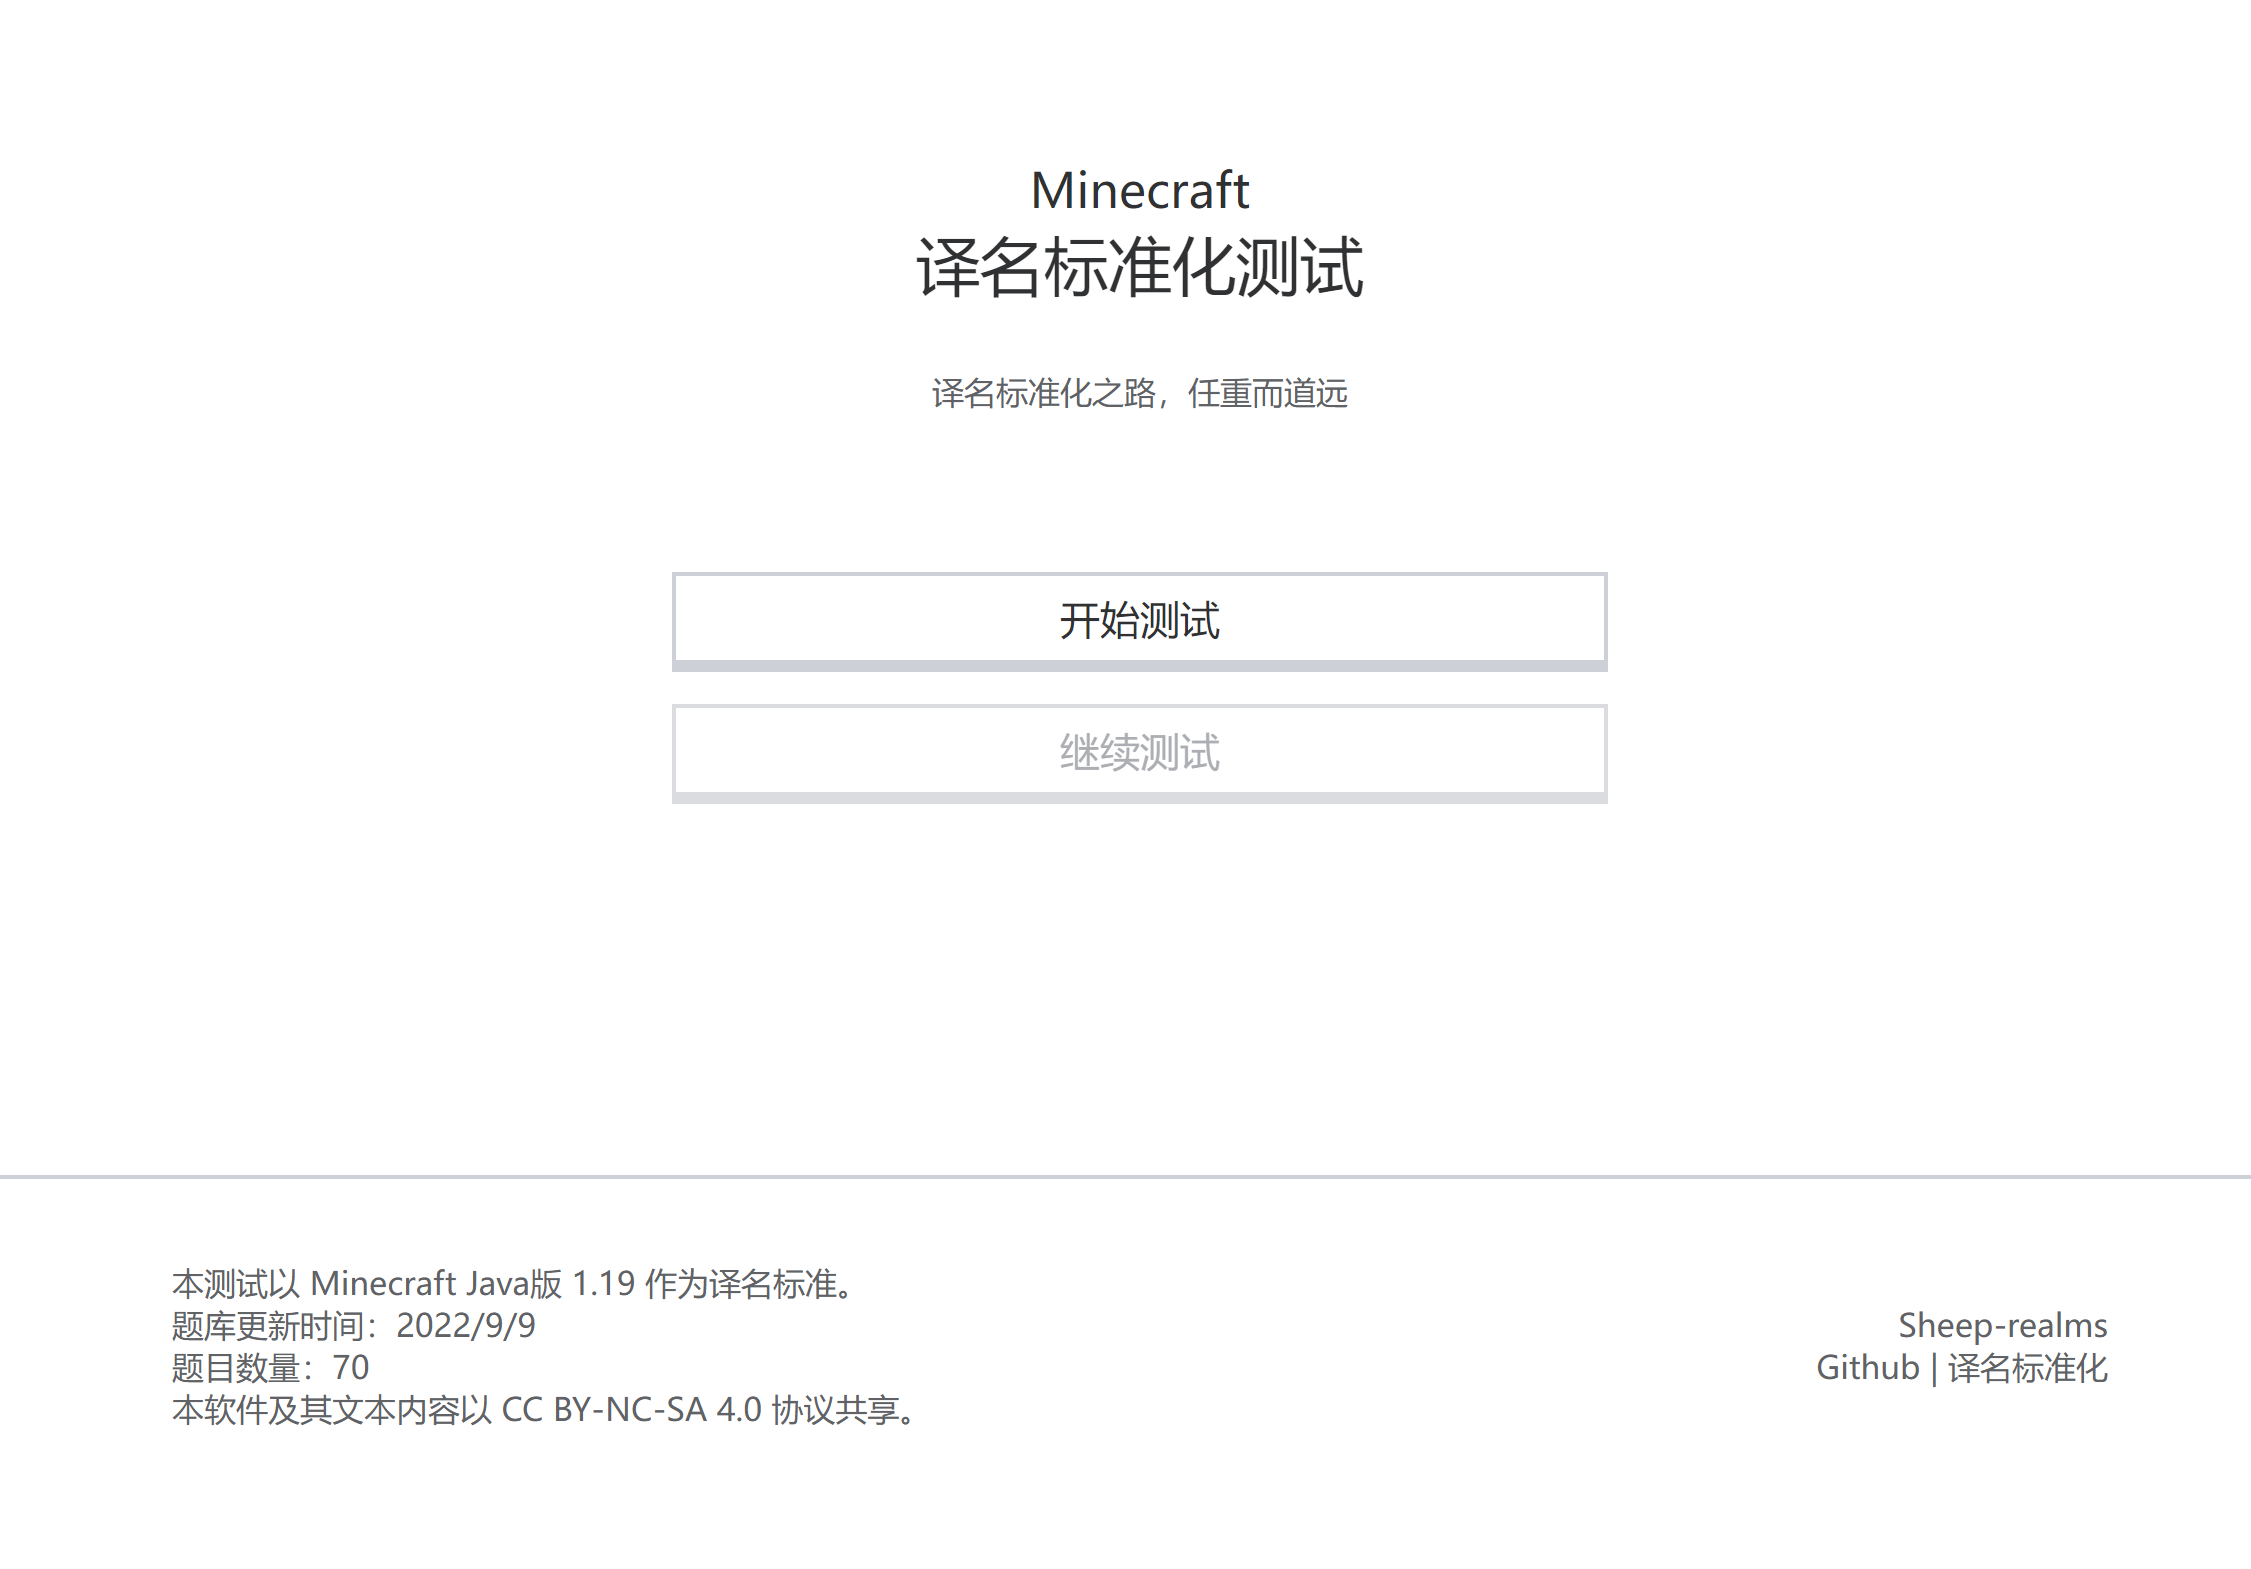 Minecraft
译名标准化测试
译名标准化之路，任重而道远
开始测试
继续测试
本测试以 Minecraft Java版 1.19 作为译名标准。
题库更新时间：2022/9/9
题目数量：70
本软件及其文本内容以 CC BY-NC-SA 4.0 协议共享。
Sheep-realms
Github | 译名标准化